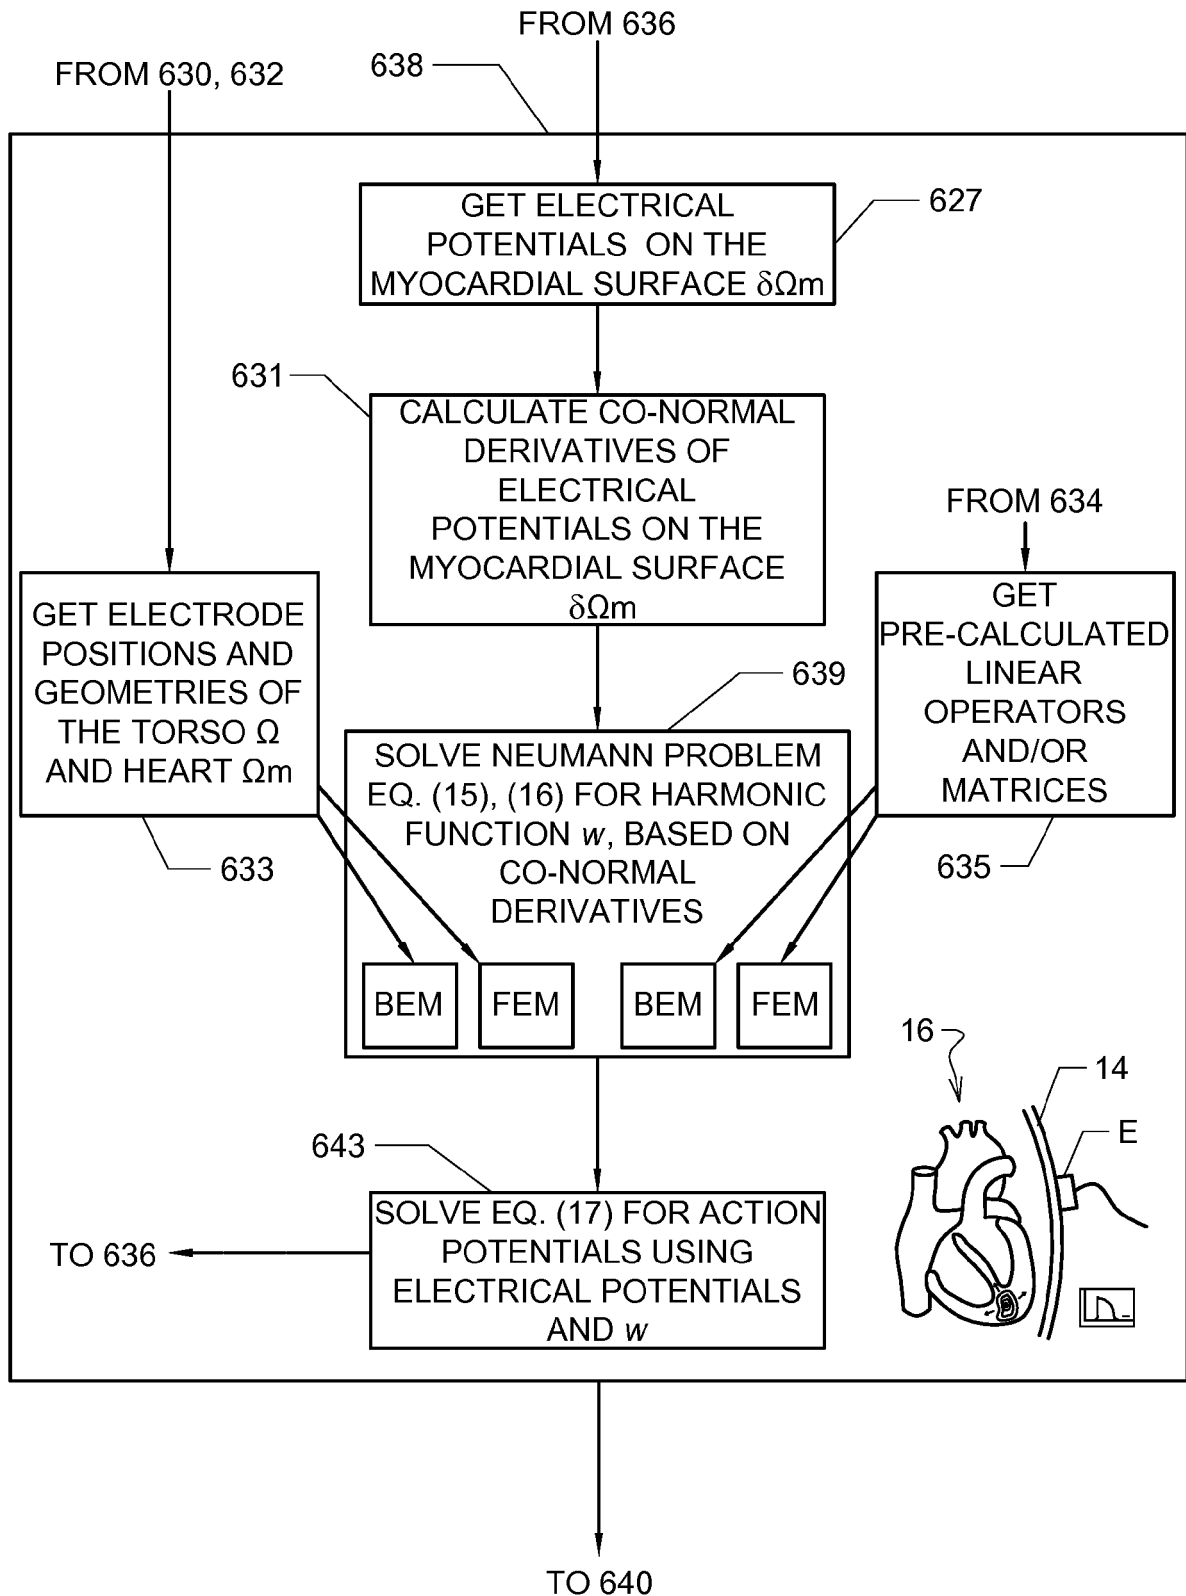 FROM 636
638
FROM 630, 632
GET ELECTRICAL
POTENTIALS ON THE
MYOCARDIAL SURFACE δΩm
627
631
CALCULATE CO-NORMAL
DERIVATIVES OF
ELECTRICAL
POTENTIALS ON THE
MYOCARDIAL SURFACE
δΩm
FROM 634
GET ELECTRODE
POSITIONS AND
GEOMETRIES OF
THE TORSO Ω
AND HEART Ωm
633
GET
PRE-CALCULATED
LINEAR
OPERATORS
AND/OR
MATRICES
635
639
SOLVE NEUMANN PROBLEM
EQ. (15), (16) FOR HARMONIC
FUNCTION w, BASED ON
CO-NORMAL
DERIVATIVES
BEM
FEM
BEM
FEM
16
14
E
643
SOLVE EQ. (17) FOR ACTION
POTENTIALS USING
ELECTRICAL POTENTIALS
AND w
TO 636
TO 640